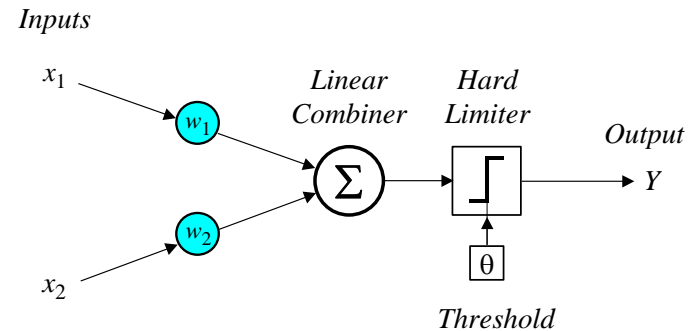 Inputs
x1
w1
w2
x2
Linear
Combiner
Σ
Hard
Limiter
θ
Threshold
Output
Y